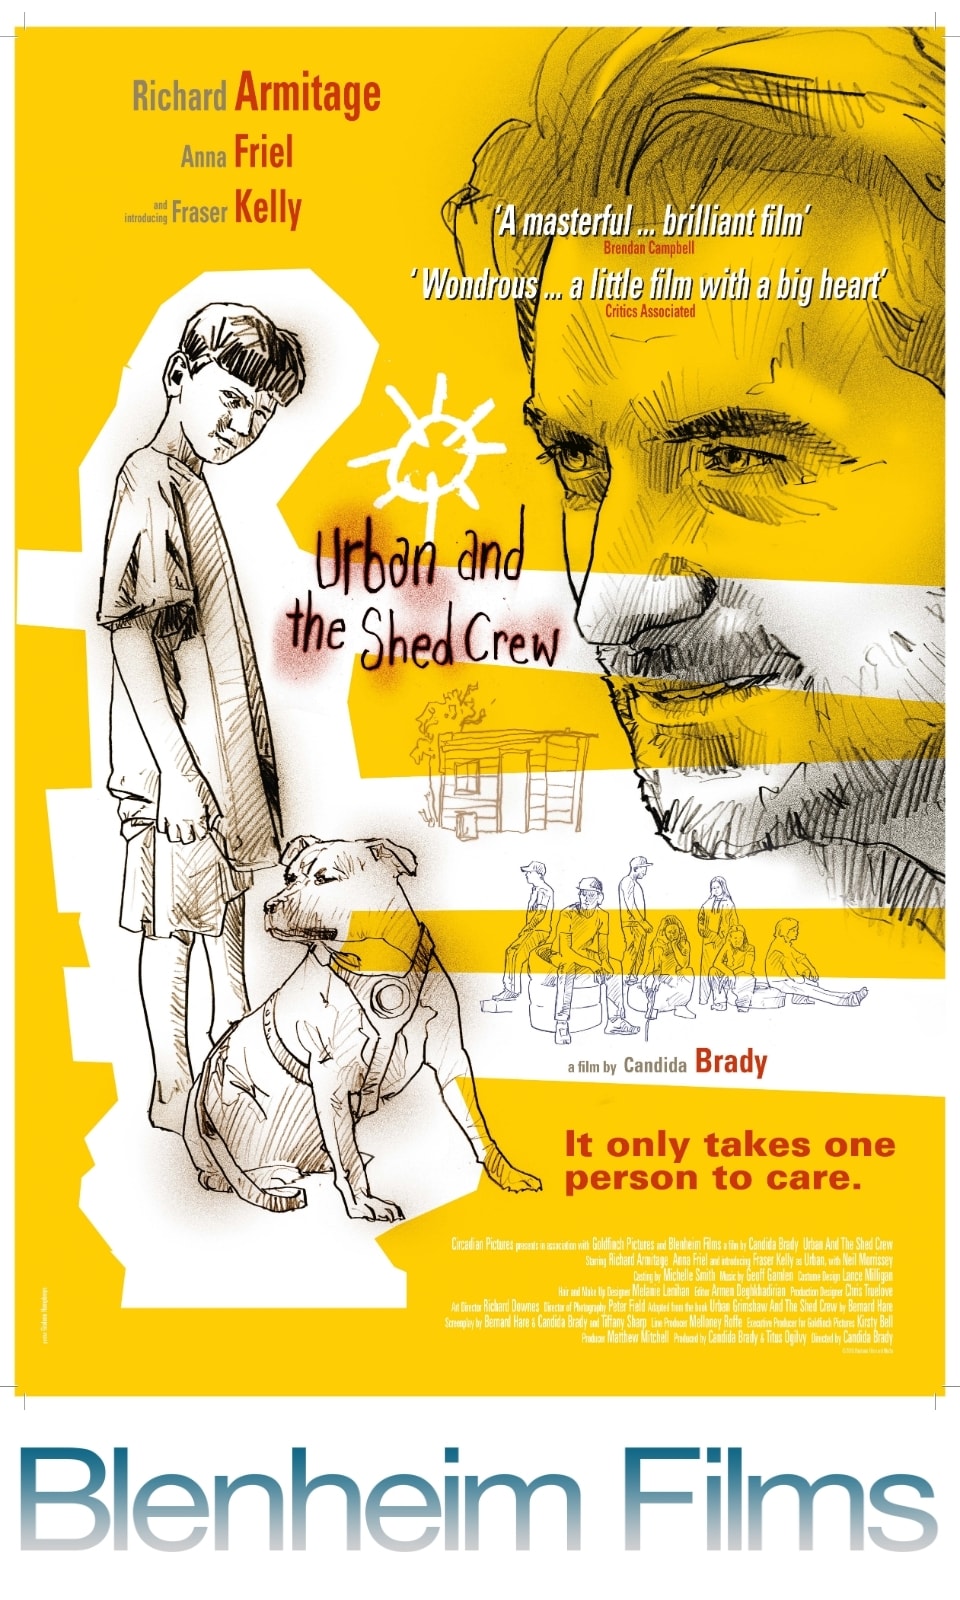 Richard Armitage
Anna Friel
and introducing Fraser Kelly
'A masterful ... brilliant film'
Brendan Campbell
'Wondrous ... a little film with a big heart'
Critics Associated
Urban and
the Shed Crew
a film by Candida Brady
It only takes one
person to care.
Circadian Pictures presents in association with Goldfinch Pictures and Blenheim Films a film by Candida Brady Urban And The Shed Crew
Starring Richard Armitage Anna Friel and introducing Fraser Kelly as Urban, with Neil Morrissey
Casting by Michelle Smith Music by Geoff Gamlen Costume Design Lance Milligan
Hair and Make Up Designer Melanie Lenihan Editor Armen Deghkhadirian Production Designer Chris Truelove
Art Director Richard Downes Director of Photography Peter Field Adapted from the book Urban Grimshaw And The Shed Crew by Bernard Hare
Screenplay by Bernard Hare & Candida Brady and Tiffany Sharp Line Producer Melloney Roffe Executive Producer for Goldfinch Pictures Kirsty Bell
Producer Matthew Mitchell Produced by Candida Brady & Titus Ogilvy Directed by Candida Brady
Blenheim Films